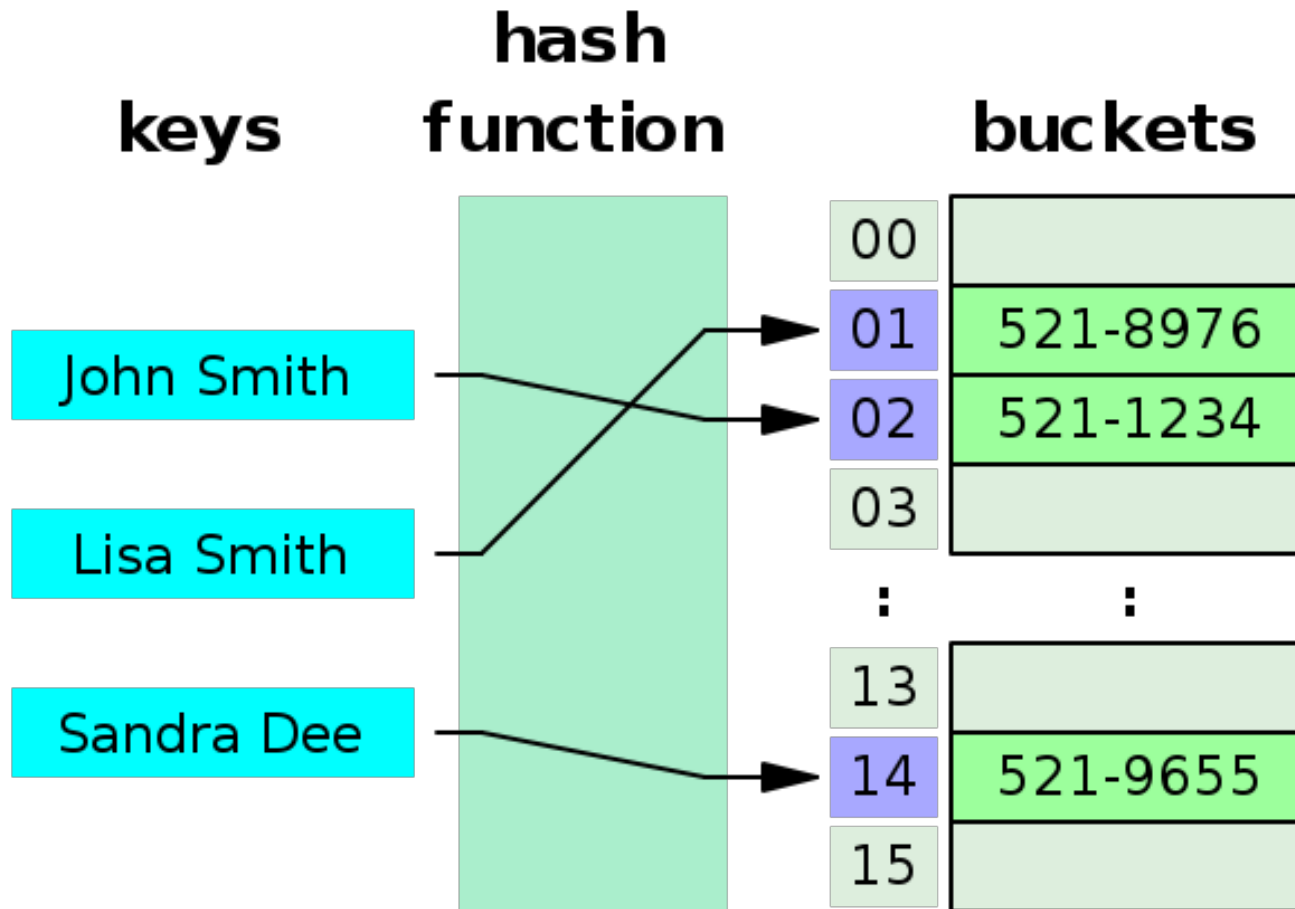 hash
keys function buckets
00
01 521-8976
John Smith
02 521-1234
03
Lisa Smith
: :
13
Sandra Dee
14 521-9655
15